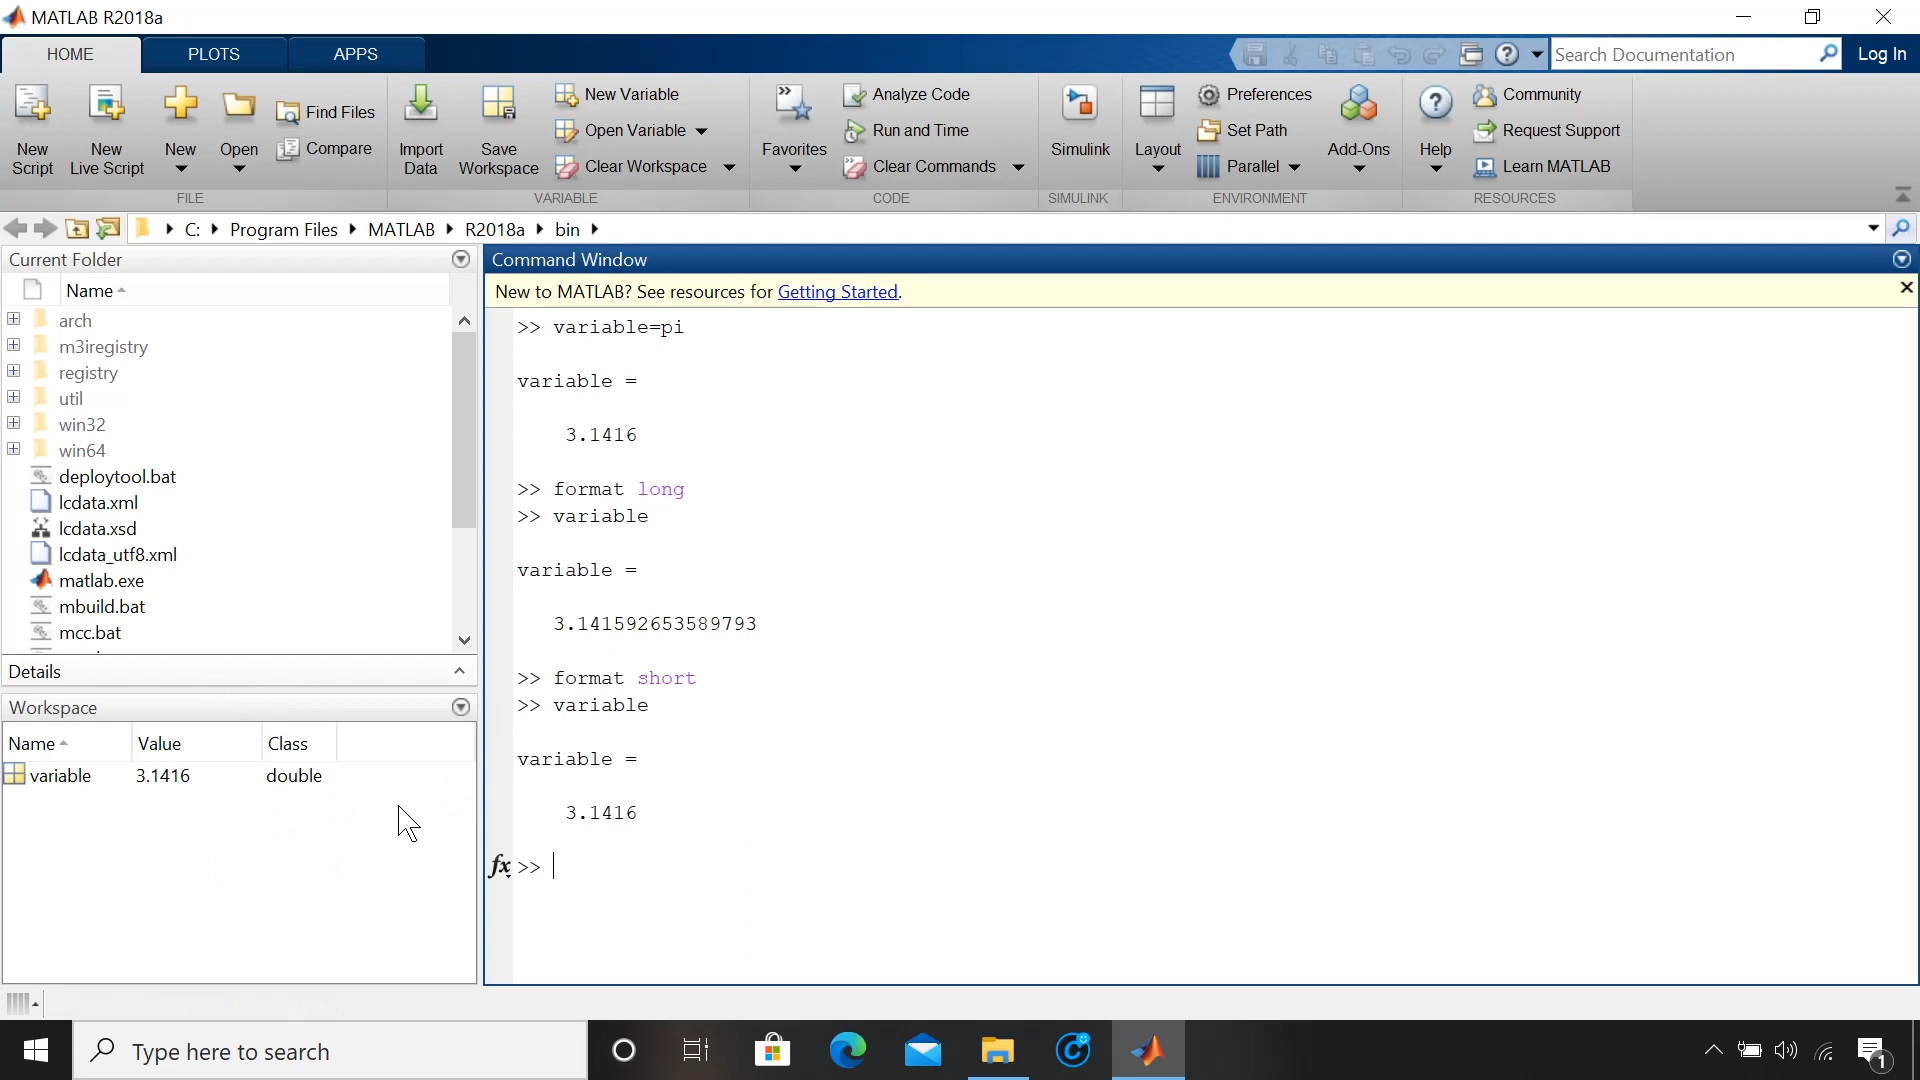 MATLAB R2018a
HOME
PLOTS
APPS
Search Documentation
Log In
New Script
New Live Script
New
Open
Find Files
Compare
FILE
Import Data
Save Workspace
New Variable
Open Variable
Clear Workspace
VARIABLE
Favorites
Analyze Code
Run and Time
Clear Commands
CODE
Simulink
SIMULINK
Layout
Preferences
Set Path
Parallel
Add-Ons
ENVIRONMENT
Help
Community
Request Support
Learn MATLAB
RESOURCES
C: Program Files MATLAB R2018a bin
Current Folder
Name
arch
m3iregistry
registry
util
win32
win64
deploytool.bat
lcdata.xml
lcdata.xsd
lcdata_utf8.xml
matlab.exe
mbuild.bat
mcc.bat
Details
Workspace
Name Value Class
variable 3.1416 double
Command Window
New to MATLAB? See resources for Getting Started.
>> variable=pi
variable =
3.1416
>> format long
>> variable
variable =
3.141592653589793
>> format short
>> variable
variable =
3.1416
fx >>
Type here to search
1